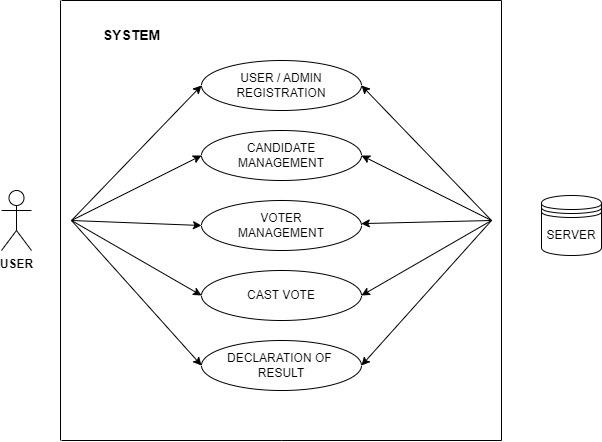 SYSTEM
USER / ADMIN
REGISTRATION
CANDIDATE
MANAGEMENT
VOTER
MANAGEMENT
USER
SERVER
CAST VOTE
DECLARATION OF
RESULT